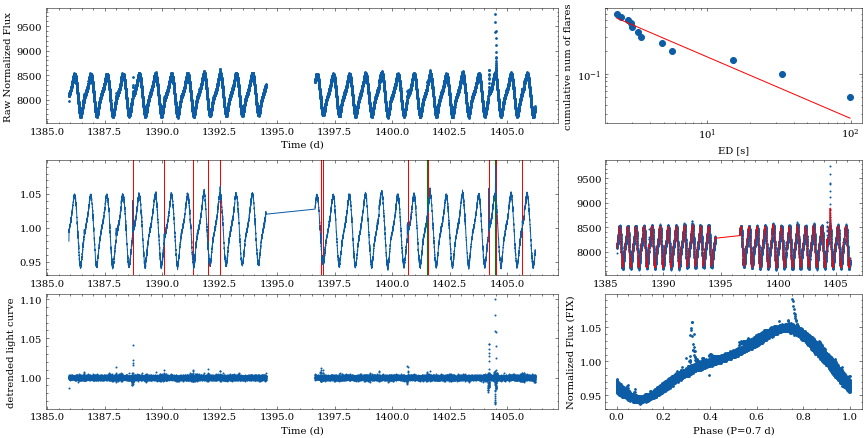 Raw Normalized Flux
9500
9000
8500
8000
1385.0 1387.5 1390.0 1392.5 1395.0 1397.5 1400.0 1402.5 1405.0
Time (d)
cumulative num of flares
10⁻¹
10¹ 10²
ED [s]
1.05
1.00
0.95
1385.0 1387.5 1390.0 1392.5 1395.0 1397.5 1400.0 1402.5 1405.0
9500
9000
8500
8000
1385 1390 1395 1400 1405
detrended light curve
1.10
1.05
1.00
1385.0 1387.5 1390.0 1392.5 1395.0 1397.5 1400.0 1402.5 1405.0
Time (d)
Normalized Flux (FIX)
1.05
1.00
0.95
0.0 0.2 0.4 0.6 0.8 1.0
Phase (P=0.7 d)